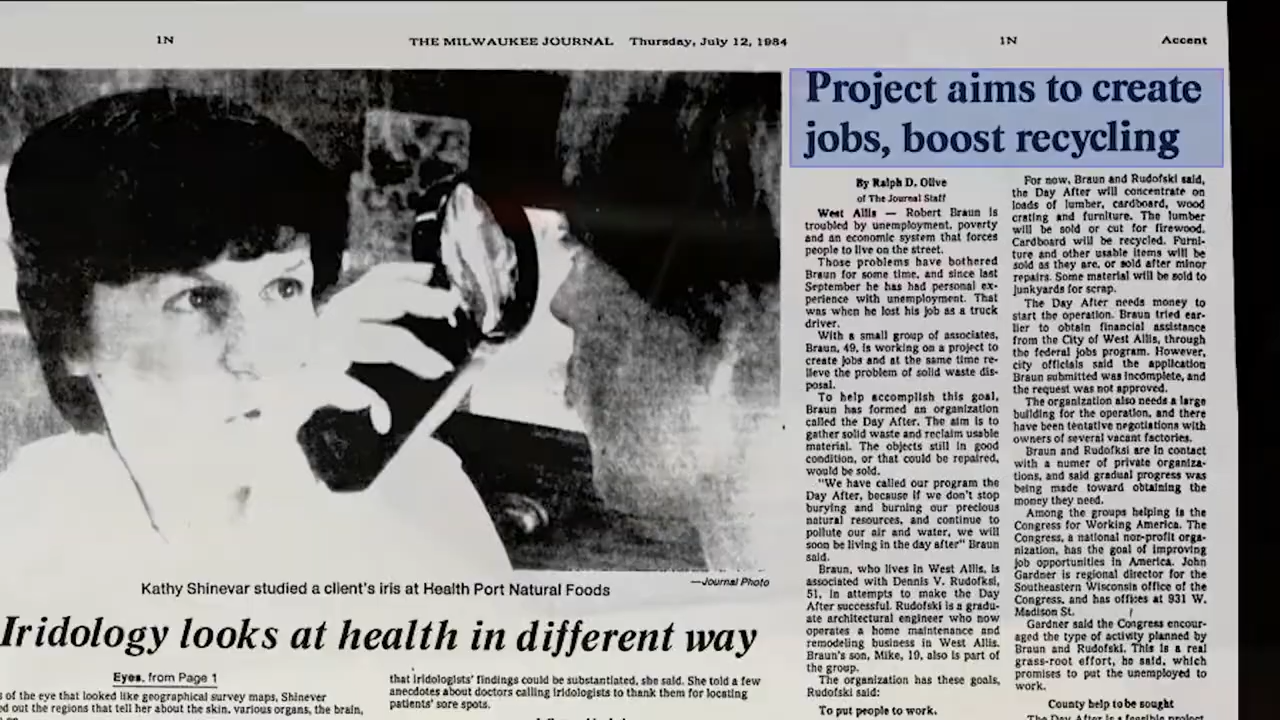 1N
THE MILWAUKEE JOURNAL Thursday, July 12, 1984
1N
Accent
—Journal Photo
Kathy Shinevar studied a client's iris at Health Port Natural Foods
Iridology looks at health in different way
Eyes, from Page 1
s of the eye that looked like geographical survey maps, Shinevar
d out the regions that tell her about the skin, various organs, the brain,
that iridologists' findings could be substantiated, she said. She told a few
anecdotes about doctors calling iridologists to thank them for locating
patients' sore spots.
Project aims to create
jobs, boost recycling
By Ralph D. Olive
of The Journal Staff
West Allis — Robert Braun is
troubled by unemployment, poverty
and an economic system that forces
people to live on the street.
Those problems have bothered
Braun for some time, and since last
September he has had personal ex-
perience with unemployment. That
was when he lost his job as a truck
driver.
With a small group of associates,
Braun, 49, is working on a project to
create jobs and at the same time re-
lieve the problem of solid waste dis-
posal.
To help accomplish this goal,
Braun has formed an organization
called the Day After. The aim is to
gather solid waste and reclaim usable
material. The objects still in good
condition, or that could be repaired,
would be sold.
"We have called our program the
Day After, because if we don't stop
burying and burning our precious
natural resources, and continue to
pollute our air and water, we will
soon be living in the day after" Braun
said.
Braun, who lives in West Allis, is
associated with Dennis V. Rudofksi,
51, in attempts to make the Day
After successful. Rudofski is a gradu-
ate architectural engineer who now
operates a home maintenance and
remodeling business in West Allis.
Braun's son, Mike, 19, also is part of
the group.
The organization has these goals,
Rudofski said:
To put people to work.
For now, Braun and Rudofski said,
the Day After will concentrate on
loads of lumber, cardboard, wood
crating and furniture. The lumber
will be sold or cut for firewood.
Cardboard will be recycled. Furni-
ture and other usable items will be
sold as they are, or sold after minor
repairs. Some material will be sold to
junkyards for scrap.
The Day After needs money to
start the operation. Braun tried ear-
lier to obtain financial assistance
from the City of West Allis, through
the federal jobs program. However,
city officials said the application
Braun submitted was incomplete, and
the request was not approved.
The organization also needs a large
building for the operation, and there
have been tentative negotiations with
owners of several vacant factories.
Braun and Rudofksi are in contact
with a numer of private organiza-
tions, and said gradual progress was
being made toward obtaining the
money they need.
Among the groups helping is the
Congress for Working America. The
Congress, a national nor-profit orga-
nization, has the goal of improving
job opportunities in America. John
Gardner is regional director for the
Southeastern Wisconsin office of the
Congress, and has offices at 931 W.
Madison St.
Gardner said the Congress encour-
aged the type of activity planned by
Braun and Rudofski. This is a real
grass-root effort, he said, which
promises to put the unemployed to
work.
County help to be sought
The Day After is a feasible project